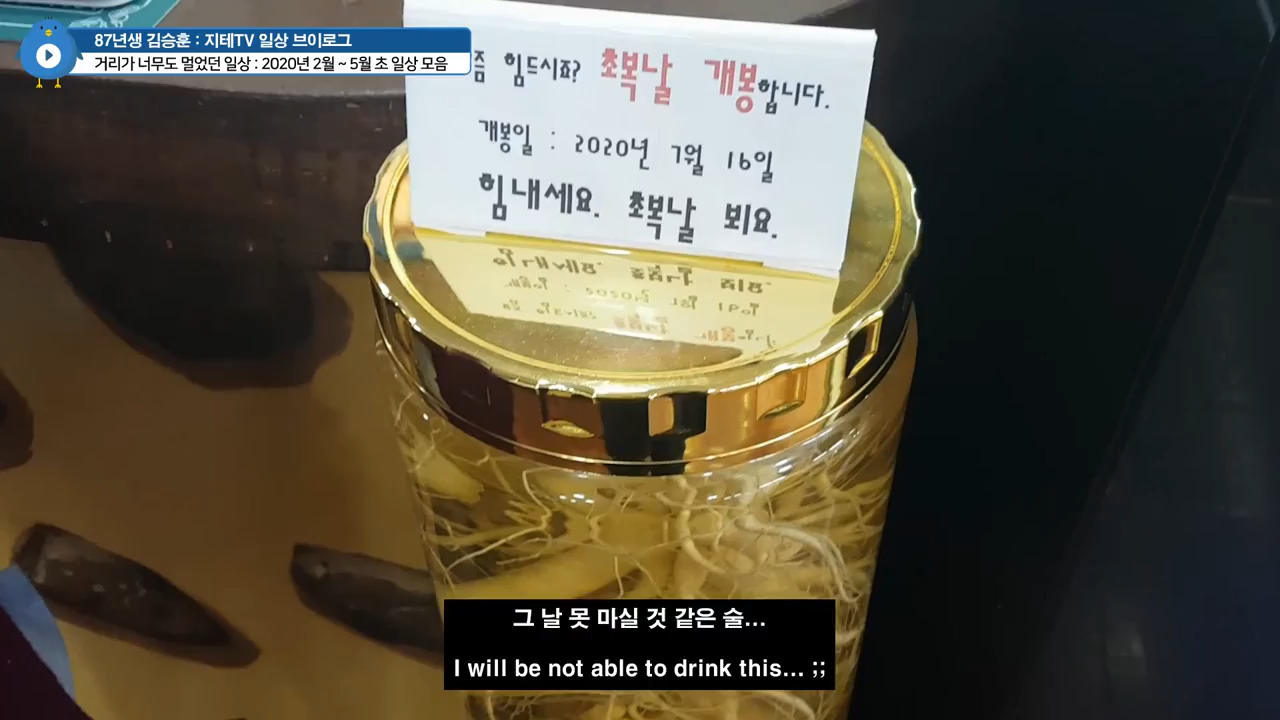 87년생 김승훈 : 지테TV 일상 브이로그
거리가 너무도 멀었던 일상 : 2020년 2월 ~ 5월 초 일상 모음
힘드시죠? 초복날 개봉합니다.
개봉일 : 2020년 7월 16일
힘내세요. 초복날 뵈요.
그 날 못 마실 것 같은 술...
I will be not able to drink this... ;;